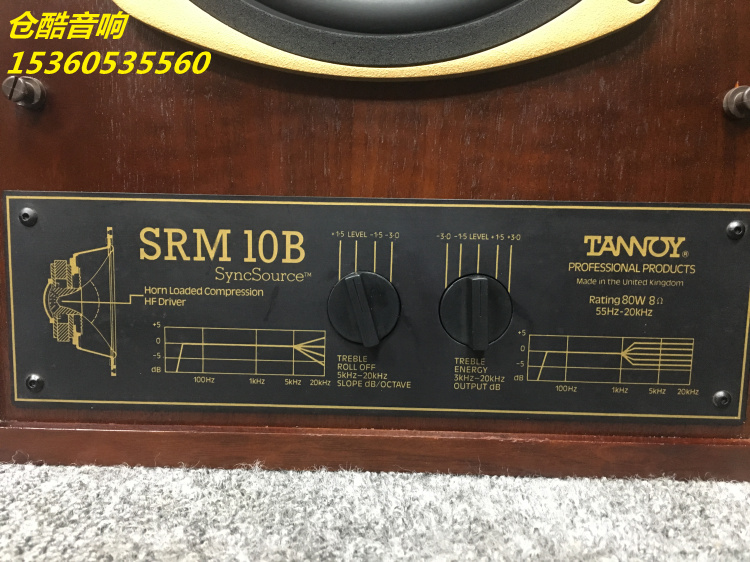 仓酷音响
15360535560
SRM 10B
SyncSource™
Horn Loaded Compression
HF Driver
+5
0
-5
dB
100Hz 1kHz 5kHz 20kHz
+1·5 LEVEL -1·5 -3·0
TREBLE
ROLL OFF
5kHz-20kHz
SLOPE dB/OCTAVE
-3·0 -1·5 LEVEL +1·5 +3·0
TREBLE
ENERGY
3kHz-20kHz
OUTPUT dB
TANNOY®
PROFESSIONAL PRODUCTS
Made in the United Kingdom
Rating 80W 8Ω
55Hz-20kHz
+5
0
-5
dB
100Hz 1kHz 5kHz 20kHz